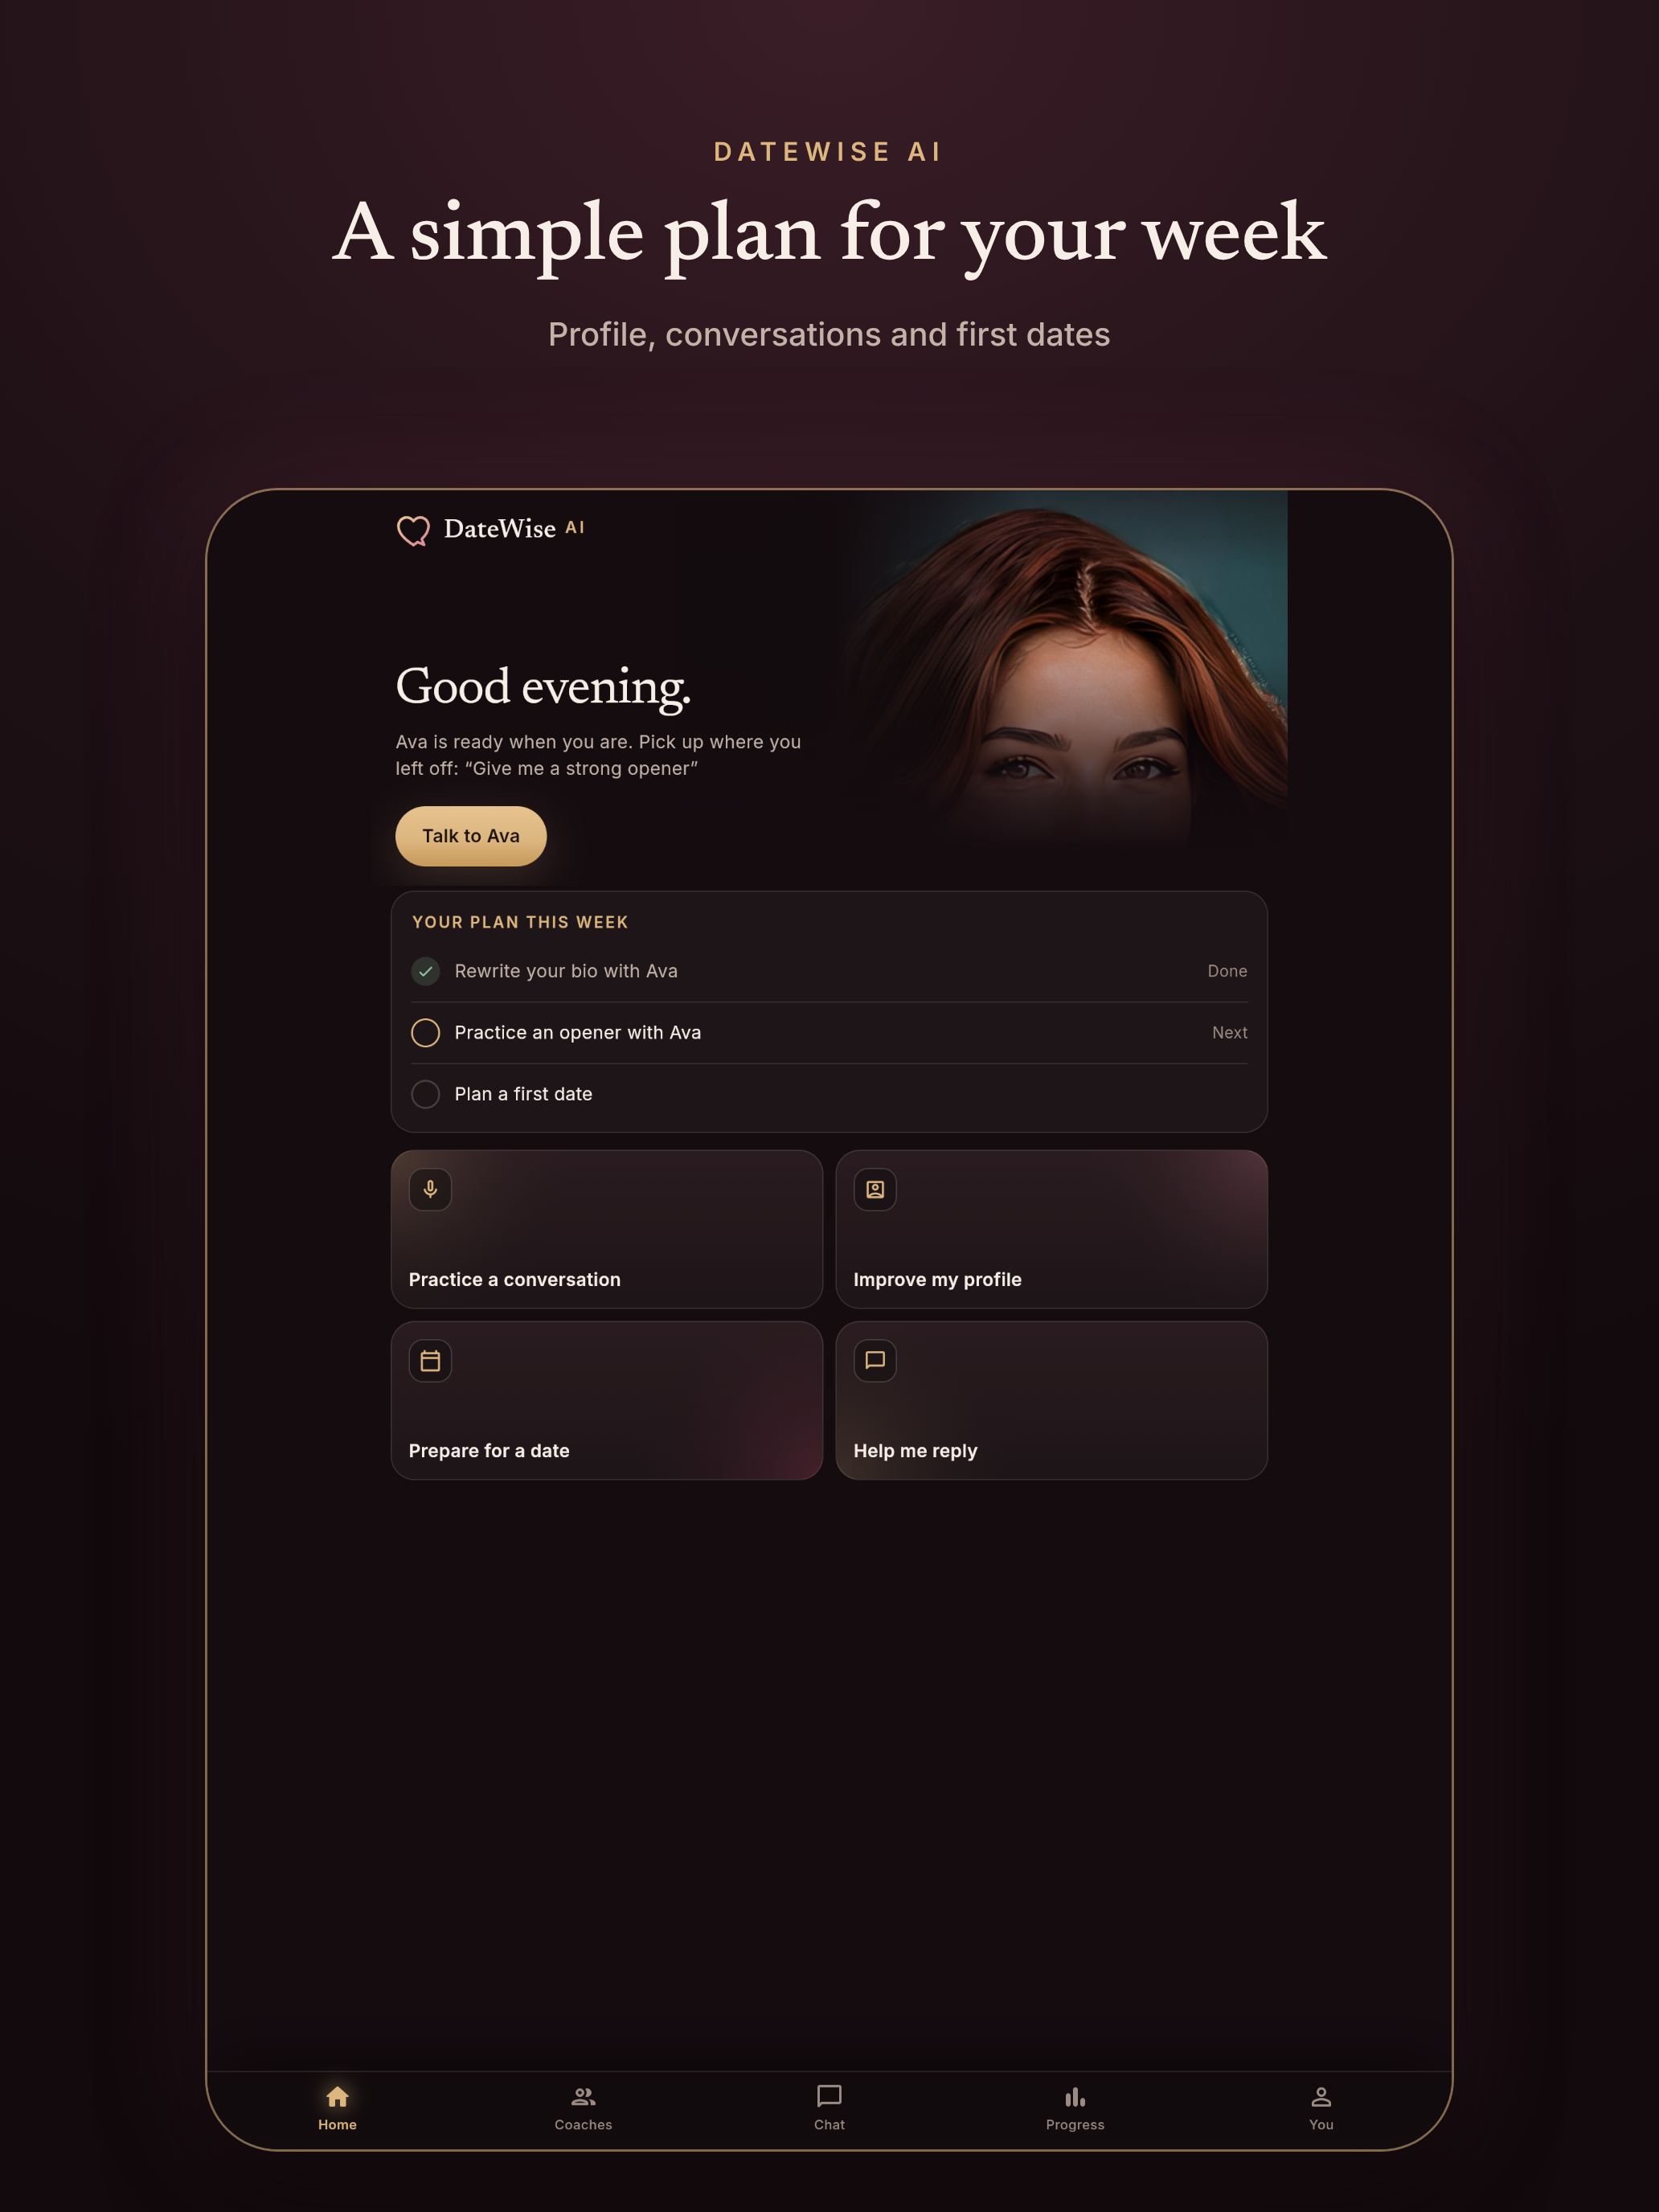 DATEWISE AI
A simple plan for your week
Profile, conversations and first dates
DateWise AI
Good evening.
Ava is ready when you are. Pick up where you
left off: “Give me a strong opener”
Talk to Ava
YOUR PLAN THIS WEEK
Rewrite your bio with Ava Done
Practice an opener with Ava Next
Plan a first date
Practice a conversation
Improve my profile
Prepare for a date
Help me reply
Home Coaches Chat Progress You